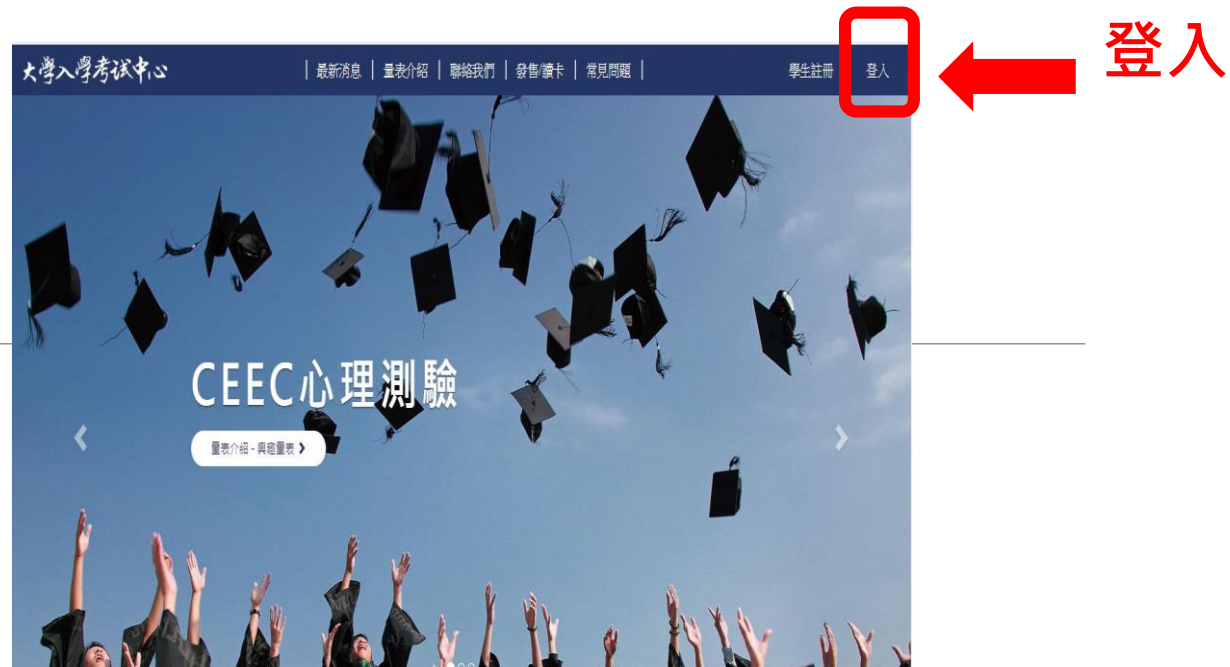 登入
大學入學考試中心
| 最新消息 | 量表介紹 | 聯絡我們 | 發售/讀卡 | 常見問題 |
學生註冊 登入
CEEC心理測驗
量表介紹 - 興趣量表 ❯